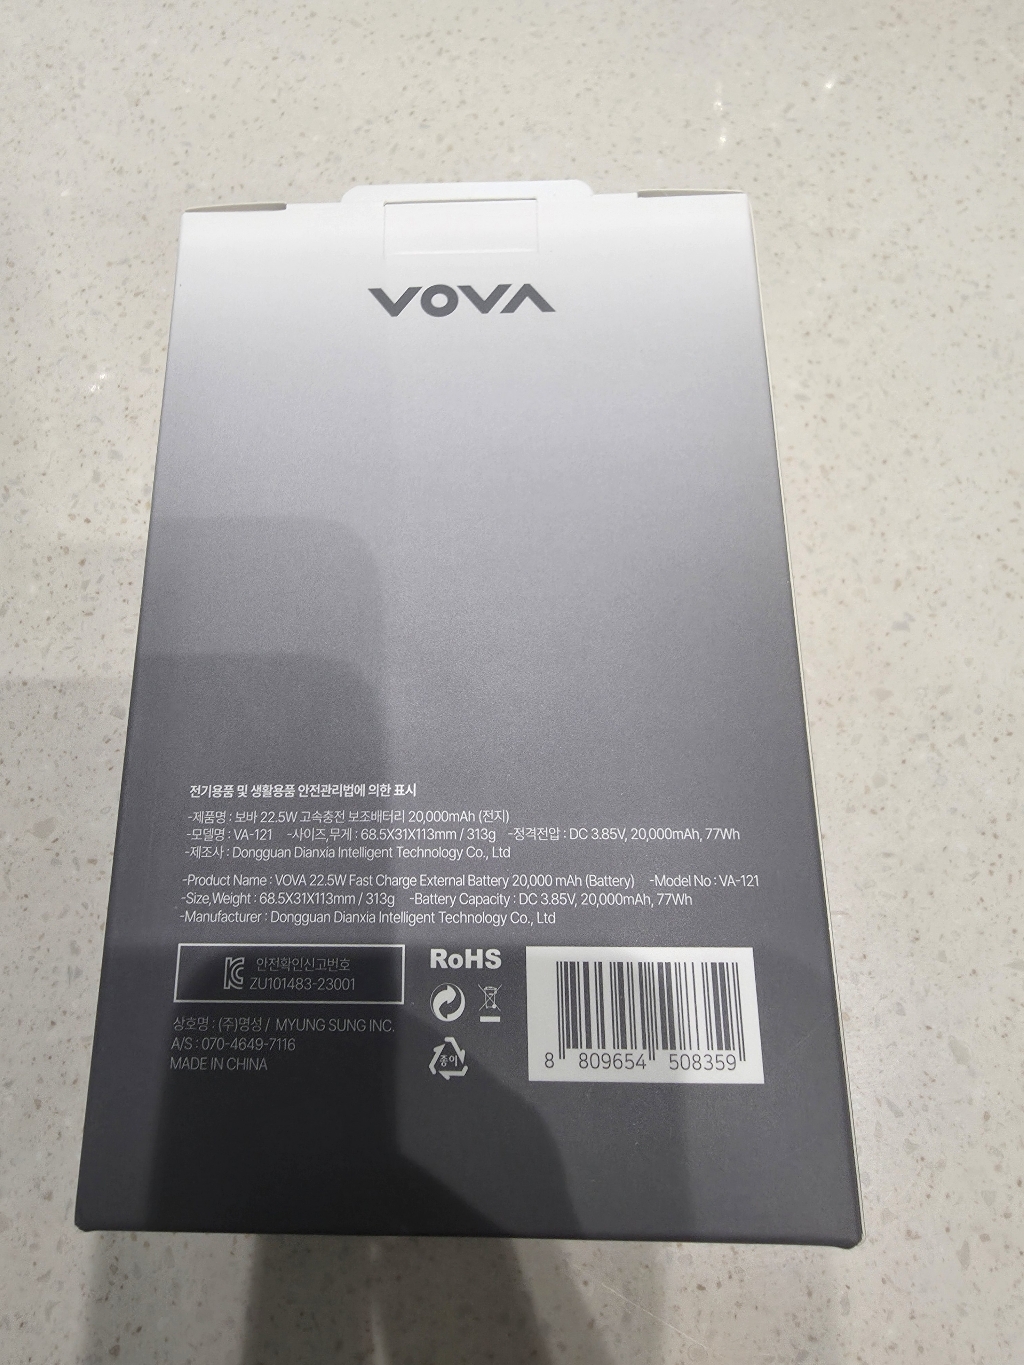 VOVA
전기용품 및 생활용품 안전관리법에 의한 표시
-제품명 : 보바 22.5W 고속충전 보조배터리 20,000mAh (전지)
-모델명 : VA-121 -사이즈,무게 : 68.5X31X113mm / 313g -정격전압 : DC 3.85V, 20,000mAh, 77Wh
-제조사 : Dongguan Dianxia Intelligent Technology Co., Ltd
-Product Name : VOVA 22.5W Fast Charge External Battery 20,000 mAh (Battery) -Model No : VA-121
-Size,Weight : 68.5X31X113mm / 313g -Battery Capacity : DC 3.85V, 20,000mAh, 77Wh
-Manufacturer : Dongguan Dianxia Intelligent Technology Co., Ltd
안전확인신고번호
ZU101483-23001
상호명 : (주)명성 / MYUNG SUNG INC.
A/S : 070-4649-7116
MADE IN CHINA
RoHS
종이
8 809654 508359